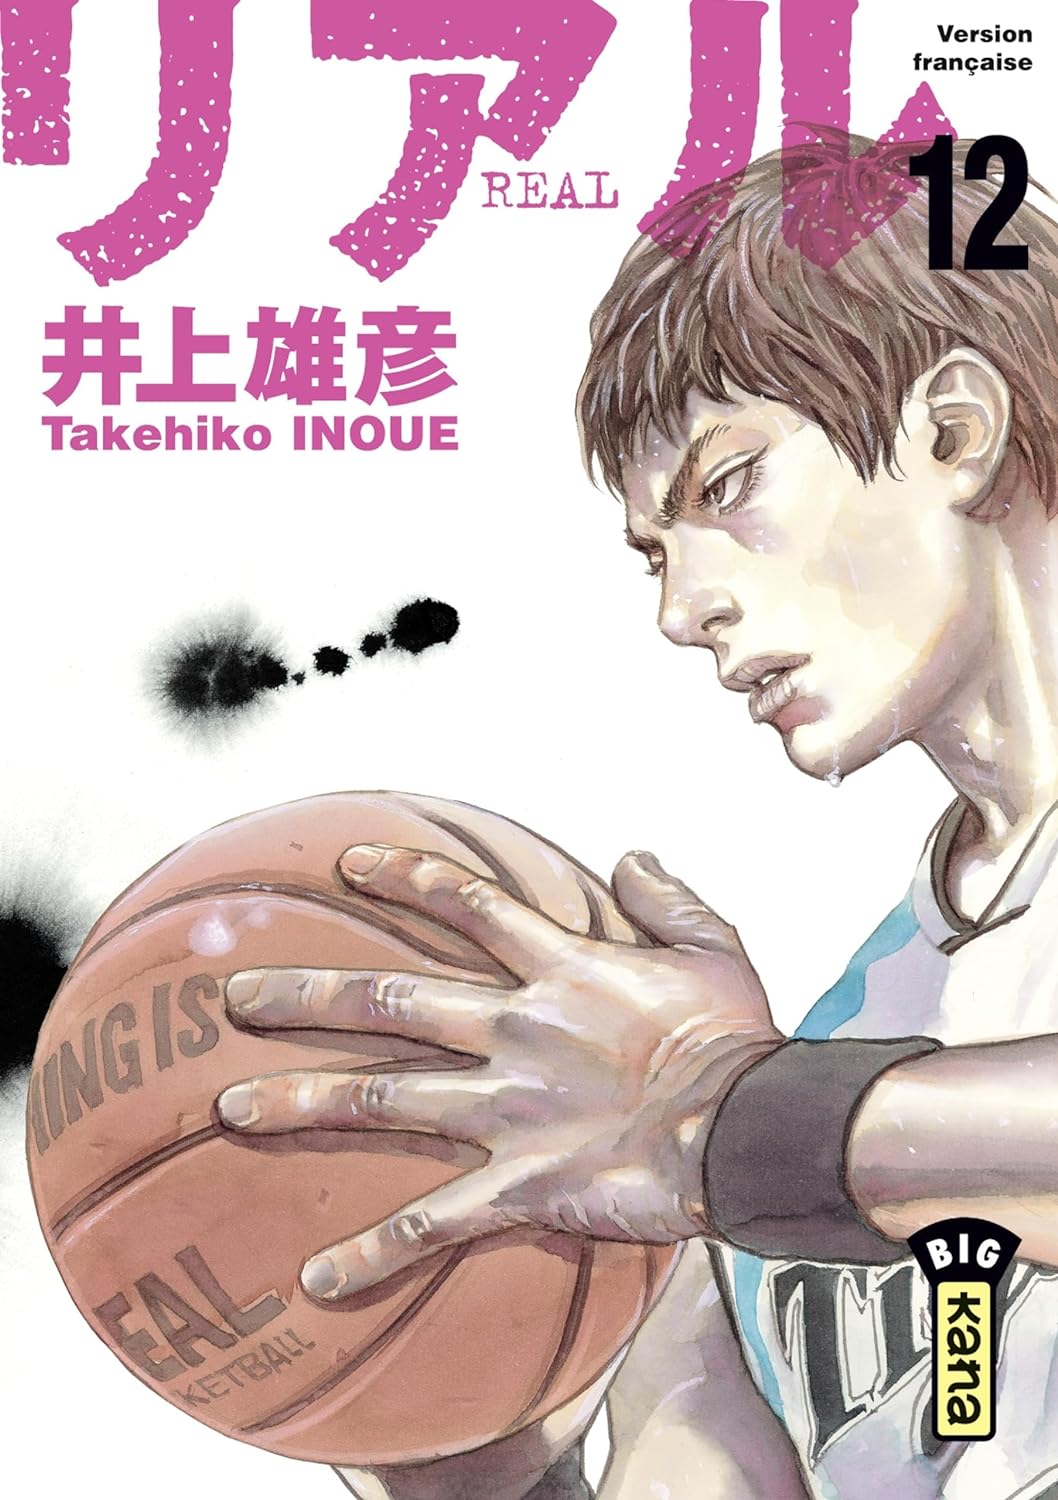 リアル
REAL
Version
française
12
井上雄彦
Takehiko INOUE
ING IS
EAL
KETBALL
BIG
kana